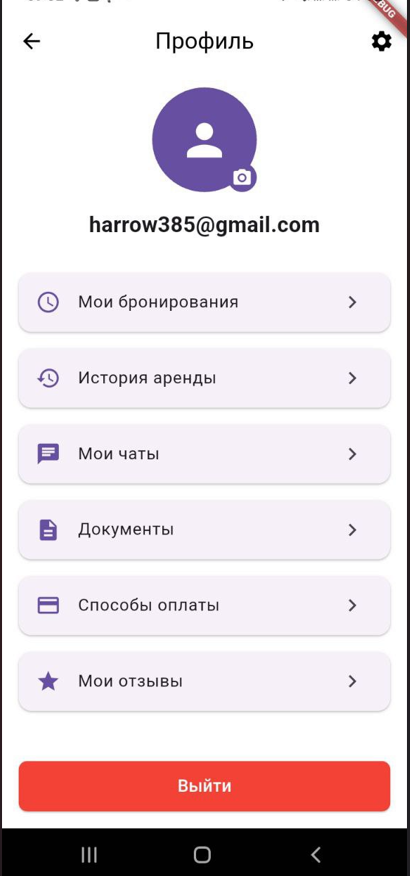 Профиль
harrow385@gmail.com
Мои бронирования
История аренды
Мои чаты
Документы
Способы оплаты
Мои отзывы
Выйти